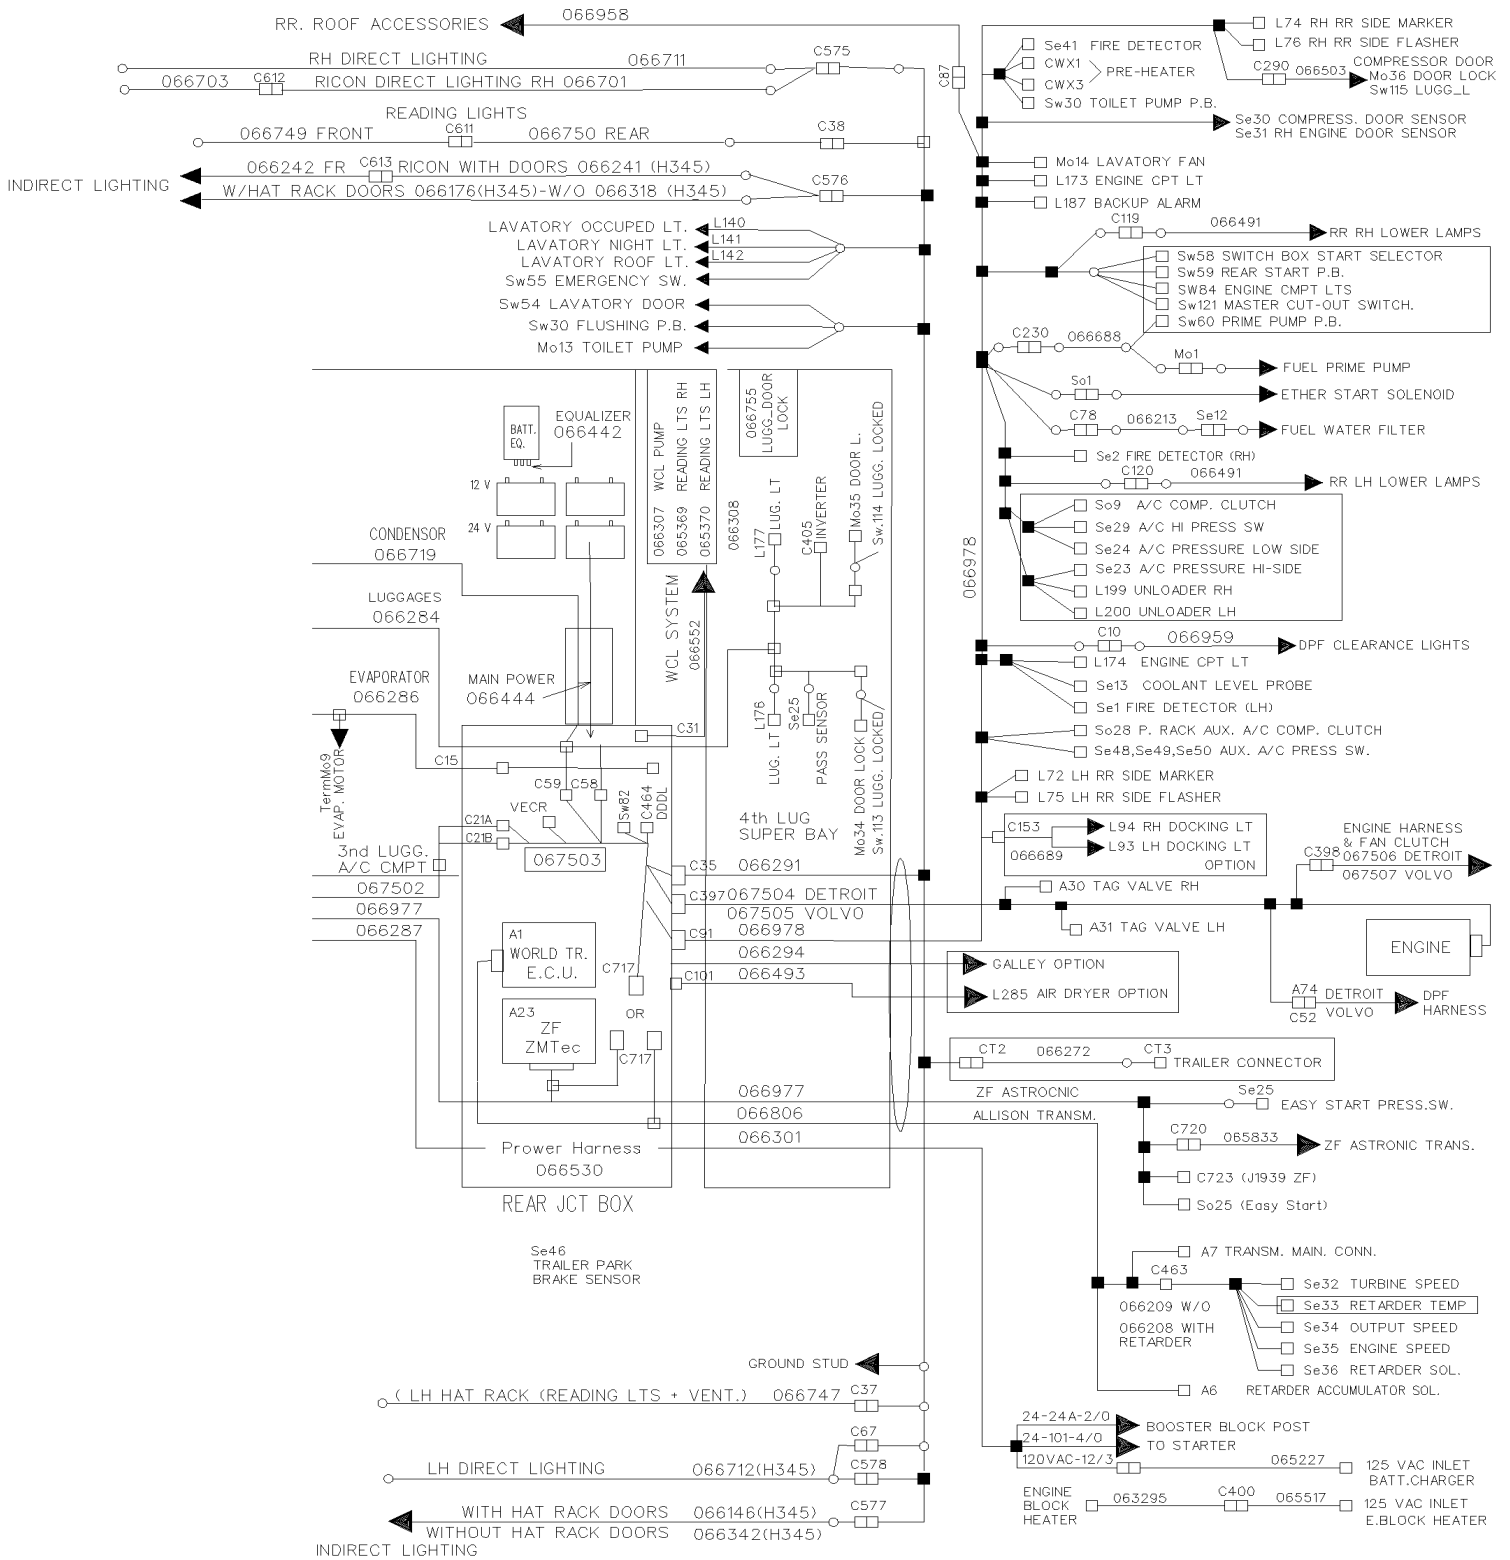 RR. ROOF ACCESSORIES
066958
RH DIRECT LIGHTING
066711
C575
066703
C612
RICON DIRECT LIGHTING RH 066701
READING LIGHTS
066749 FRONT
C611
066750 REAR
C38
066242 FR
C613
RICON WITH DOORS 066241 (H345)
INDIRECT LIGHTING
W/HAT RACK DOORS 066176(H345)-W/O 066318 (H345)
C576
LAVATORY OCCUPED LT.
L140
LAVATORY NIGHT LT.
L141
LAVATORY ROOF LT.
L142
Sw55 EMERGENCY SW.
Sw54 LAVATORY DOOR
Sw30 FLUSHING P.B.
Mo13 TOILET PUMP
C87
L74 RH RR SIDE MARKER
L76 RH RR SIDE FLASHER
Se41 FIRE DETECTOR
CWX1
PRE-HEATER
CWX3
Sw30 TOILET PUMP P.B.
C290
066503
COMPRESSOR DOOR
Mo36 DOOR LOCK
Sw115 LUGG_L
Se30 COMPRESS. DOOR SENSOR
Se31 RH ENGINE DOOR SENSOR
Mo14 LAVATORY FAN
L173 ENGINE CPT LT
L187 BACKUP ALARM
C119
066491
RR RH LOWER LAMPS
Sw58 SWITCH BOX START SELECTOR
Sw59 REAR START P.B.
SW84 ENGINE CMPT LTS
Sw121 MASTER CUT-OUT SWITCH.
Sw60 PRIME PUMP P.B.
C230
066688
Mo1
FUEL PRIME PUMP
So1
ETHER START SOLENOID
C78
066213
Se12
FUEL WATER FILTER
Se2 FIRE DETECTOR (RH)
C120
066491
RR LH LOWER LAMPS
So9 A/C COMP. CLUTCH
Se29 A/C HI PRESS SW
Se24 A/C PRESSURE LOW SIDE
Se23 A/C PRESSURE HI-SIDE
L199 UNLOADER RH
L200 UNLOADER LH
066978
C10
066959
DPF CLEARANCE LIGHTS
L174 ENGINE CPT LT
Se13 COOLANT LEVEL PROBE
Se1 FIRE DETECTOR (LH)
So28 P. RACK AUX. A/C COMP. CLUTCH
Se48,Se49,Se50 AUX. A/C PRESS SW.
L72 LH RR SIDE MARKER
L75 LH RR SIDE FLASHER
C153
L94 RH DOCKING LT
L93 LH DOCKING LT
066689
OPTION
ENGINE HARNESS
& FAN CLUTCH
C398
067506 DETROIT
067507 VOLVO
A30 TAG VALVE RH
A31 TAG VALVE LH
ENGINE
GALLEY OPTION
L285 AIR DRYER OPTION
A74
DETROIT
C52
VOLVO
DPF
HARNESS
BATT.
EQ.
EQUALIZER
066442
12 V
24 V
CONDENSOR
066719
LUGGAGES
066284
EVAPORATOR
066286
MAIN POWER
066444
TermMo9
EVAP. MOTOR
066307 WCL PUMP
065369 READING LTS RH
065370 READING LTS LH
066308
WCL SYSTEM
066552
066755
LUGG_DOOR
LOCK
L177
LUG. LT
C405
INVERTER
Mo35 DOOR L.
Sw.114 LUGG. LOCKED
L176
LUG. LT
Se25
PASS SENSOR
Mo34 DOOR LOCK
Sw.113 LUGG. LOCKED
4th LUG
SUPER BAY
C31
C15
C59
C58
VECR
Sw82
C464
DDDL
C21A
C21B
067503
3nd LUGG.
A/C CMPT
067502
066977
066287
C35
066291
C397
067504 DETROIT
067505 VOLVO
C91
066978
066294
C101
066493
A1
WORLD TR.
E.C.U.
C717
OR
A23
ZF
ZMTec
C717
066977
ZF ASTROCNIC
066806
ALLISON TRANSM.
066301
Prower Harness
066530
REAR JCT BOX
Se46
TRAILER PARK
BRAKE SENSOR
CT2
066272
CT3
TRAILER CONNECTOR
Se25
EASY START PRESS.SW.
C720
065833
ZF ASTRONIC TRANS.
C723 (J1939 ZF)
So25 (Easy Start)
A7 TRANSM. MAIN. CONN.
C463
066209 W/O
066208 WITH
RETARDER
Se32 TURBINE SPEED
Se33 RETARDER TEMP
Se34 OUTPUT SPEED
Se35 ENGINE SPEED
Se36 RETARDER SOL.
A6 RETARDER ACCUMULATOR SOL.
GROUND STUD
( LH HAT RACK (READING LTS + VENT.) 066747
C37
C67
LH DIRECT LIGHTING
066712(H345)
C578
WITH HAT RACK DOORS 066146(H345)
C577
WITHOUT HAT RACK DOORS 066342(H345)
INDIRECT LIGHTING
24-24A-2/0
BOOSTER BLOCK POST
24-101-4/0
TO STARTER
120VAC-12/3
065227
125 VAC INLET
BATT.CHARGER
ENGINE
BLOCK
HEATER
063295
C400
065517
125 VAC INLET
E.BLOCK HEATER